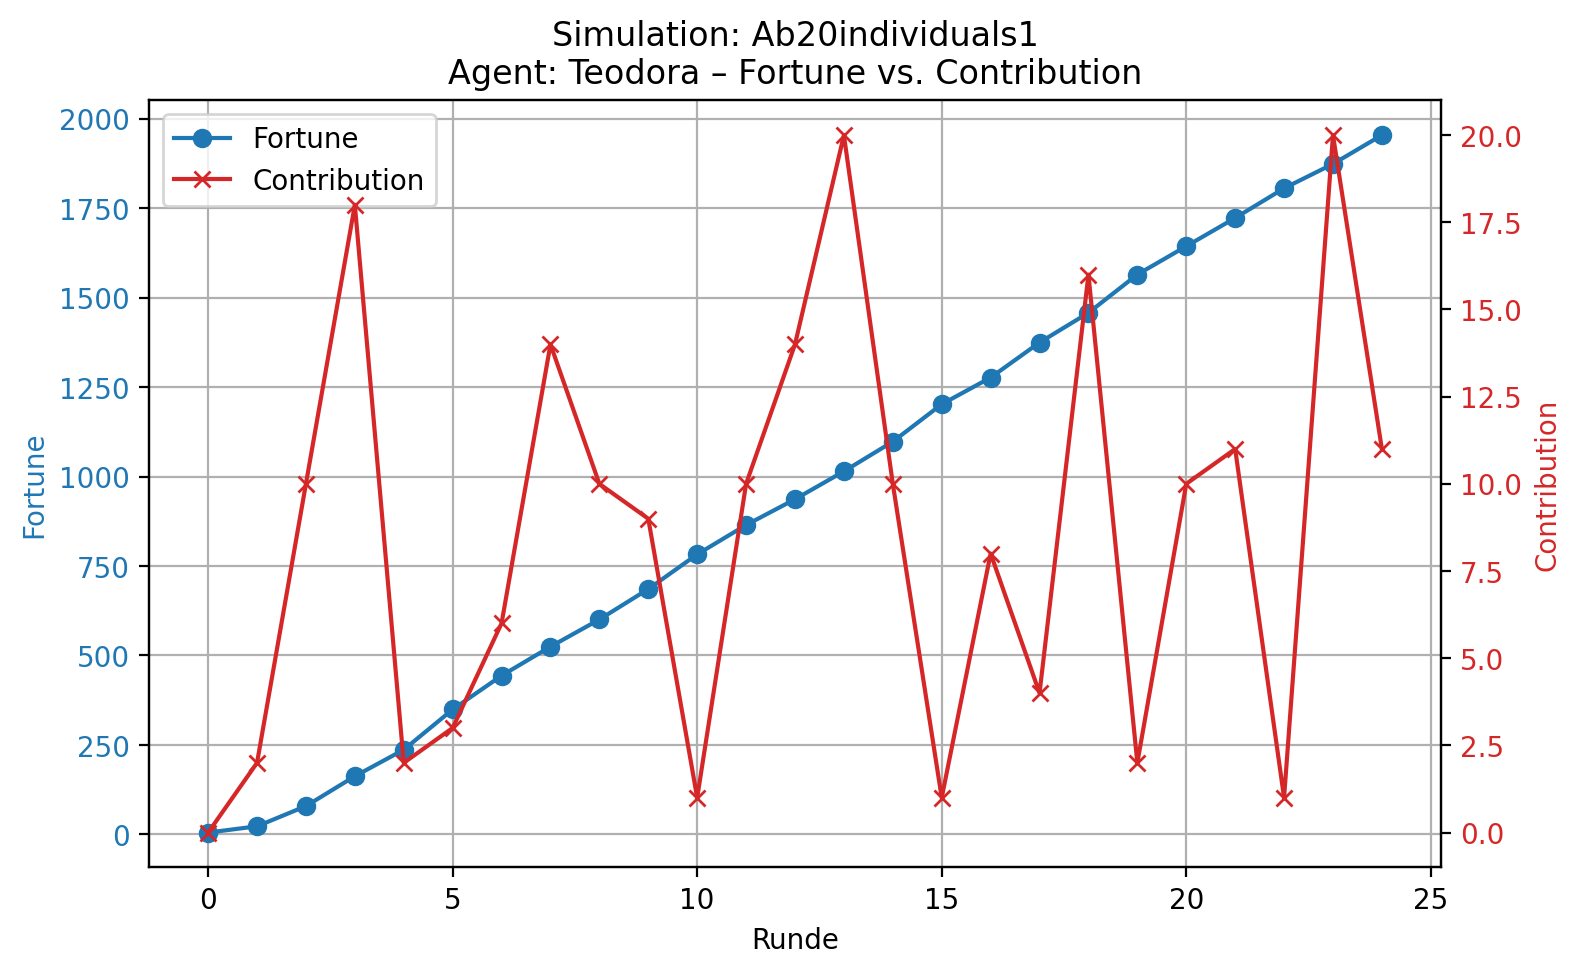 Simulation: Ab20individuals1
Agent: Teodora – Fortune vs. Contribution
Fortune
Contribution
2000
1750
1500
1250
1000
750
500
250
0
Fortune
20.0
17.5
15.0
12.5
10.0
7.5
5.0
2.5
0.0
Contribution
0 5 10 15 20 25
Runde